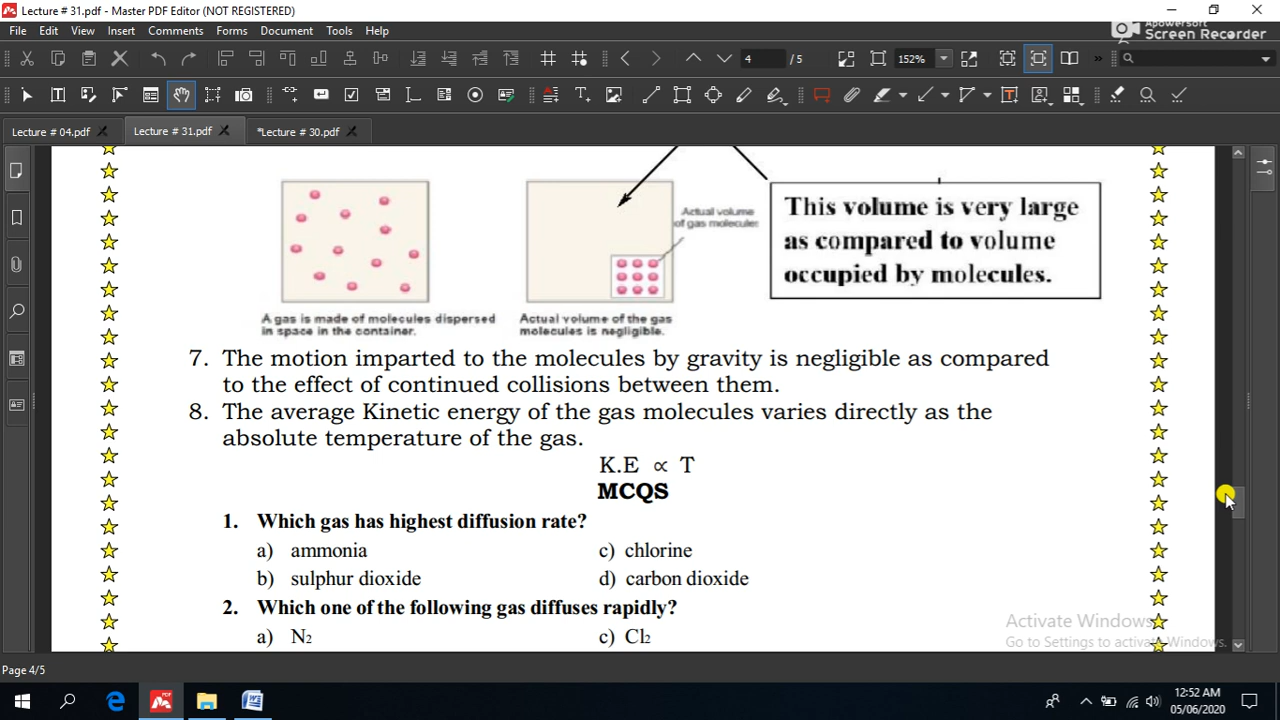 Lecture # 31.pdf - Master PDF Editor (NOT REGISTERED)
File Edit View Insert Comments Forms Document Tools Help
Apowersoft
Screen Recorder
4 / 5 152%
Lecture # 04.pdf Lecture # 31.pdf *Lecture # 30.pdf
Actual volume
of gas molecules
This volume is very large
as compared to volume
occupied by molecules.
A gas is made of molecules dispersed
in space in the container.
Actual volume of the gas
molecules is negligible.
7. The motion imparted to the molecules by gravity is negligible as compared
to the effect of continued collisions between them.
8. The average Kinetic energy of the gas molecules varies directly as the
absolute temperature of the gas.
K.E ∝ T
MCQS
1. Which gas has highest diffusion rate?
a) ammonia c) chlorine
b) sulphur dioxide d) carbon dioxide
2. Which one of the following gas diffuses rapidly?
a) N2 c) Cl2
Activate Windows
Go to Settings to activate Windows.
Page 4/5
12:52 AM
05/06/2020